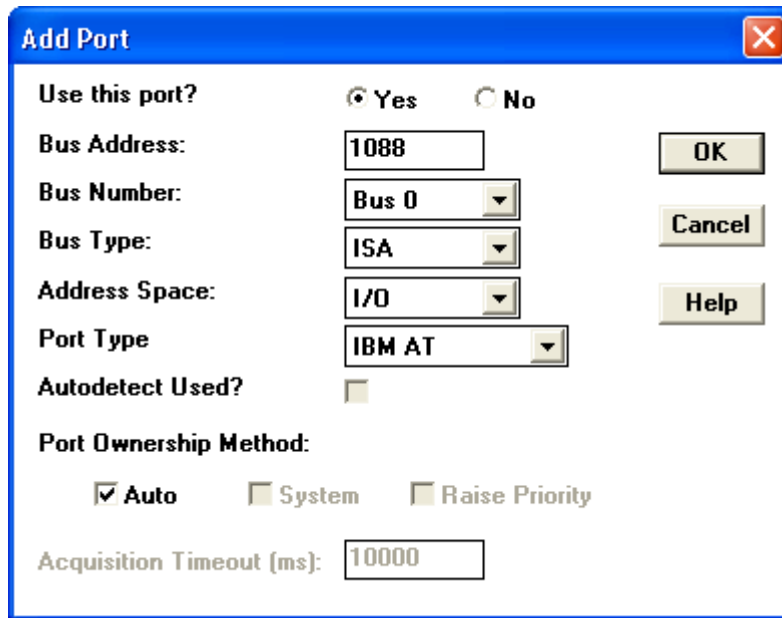 Add Port
Use this port? Yes No
Bus Address: 1088 OK
Bus Number: Bus 0
Cancel
Bus Type: ISA
Address Space: I/O Help
Port Type IBM AT
Autodetect Used?
Port Ownership Method:
Auto System Raise Priority
Acquisition Timeout (ms): 10000